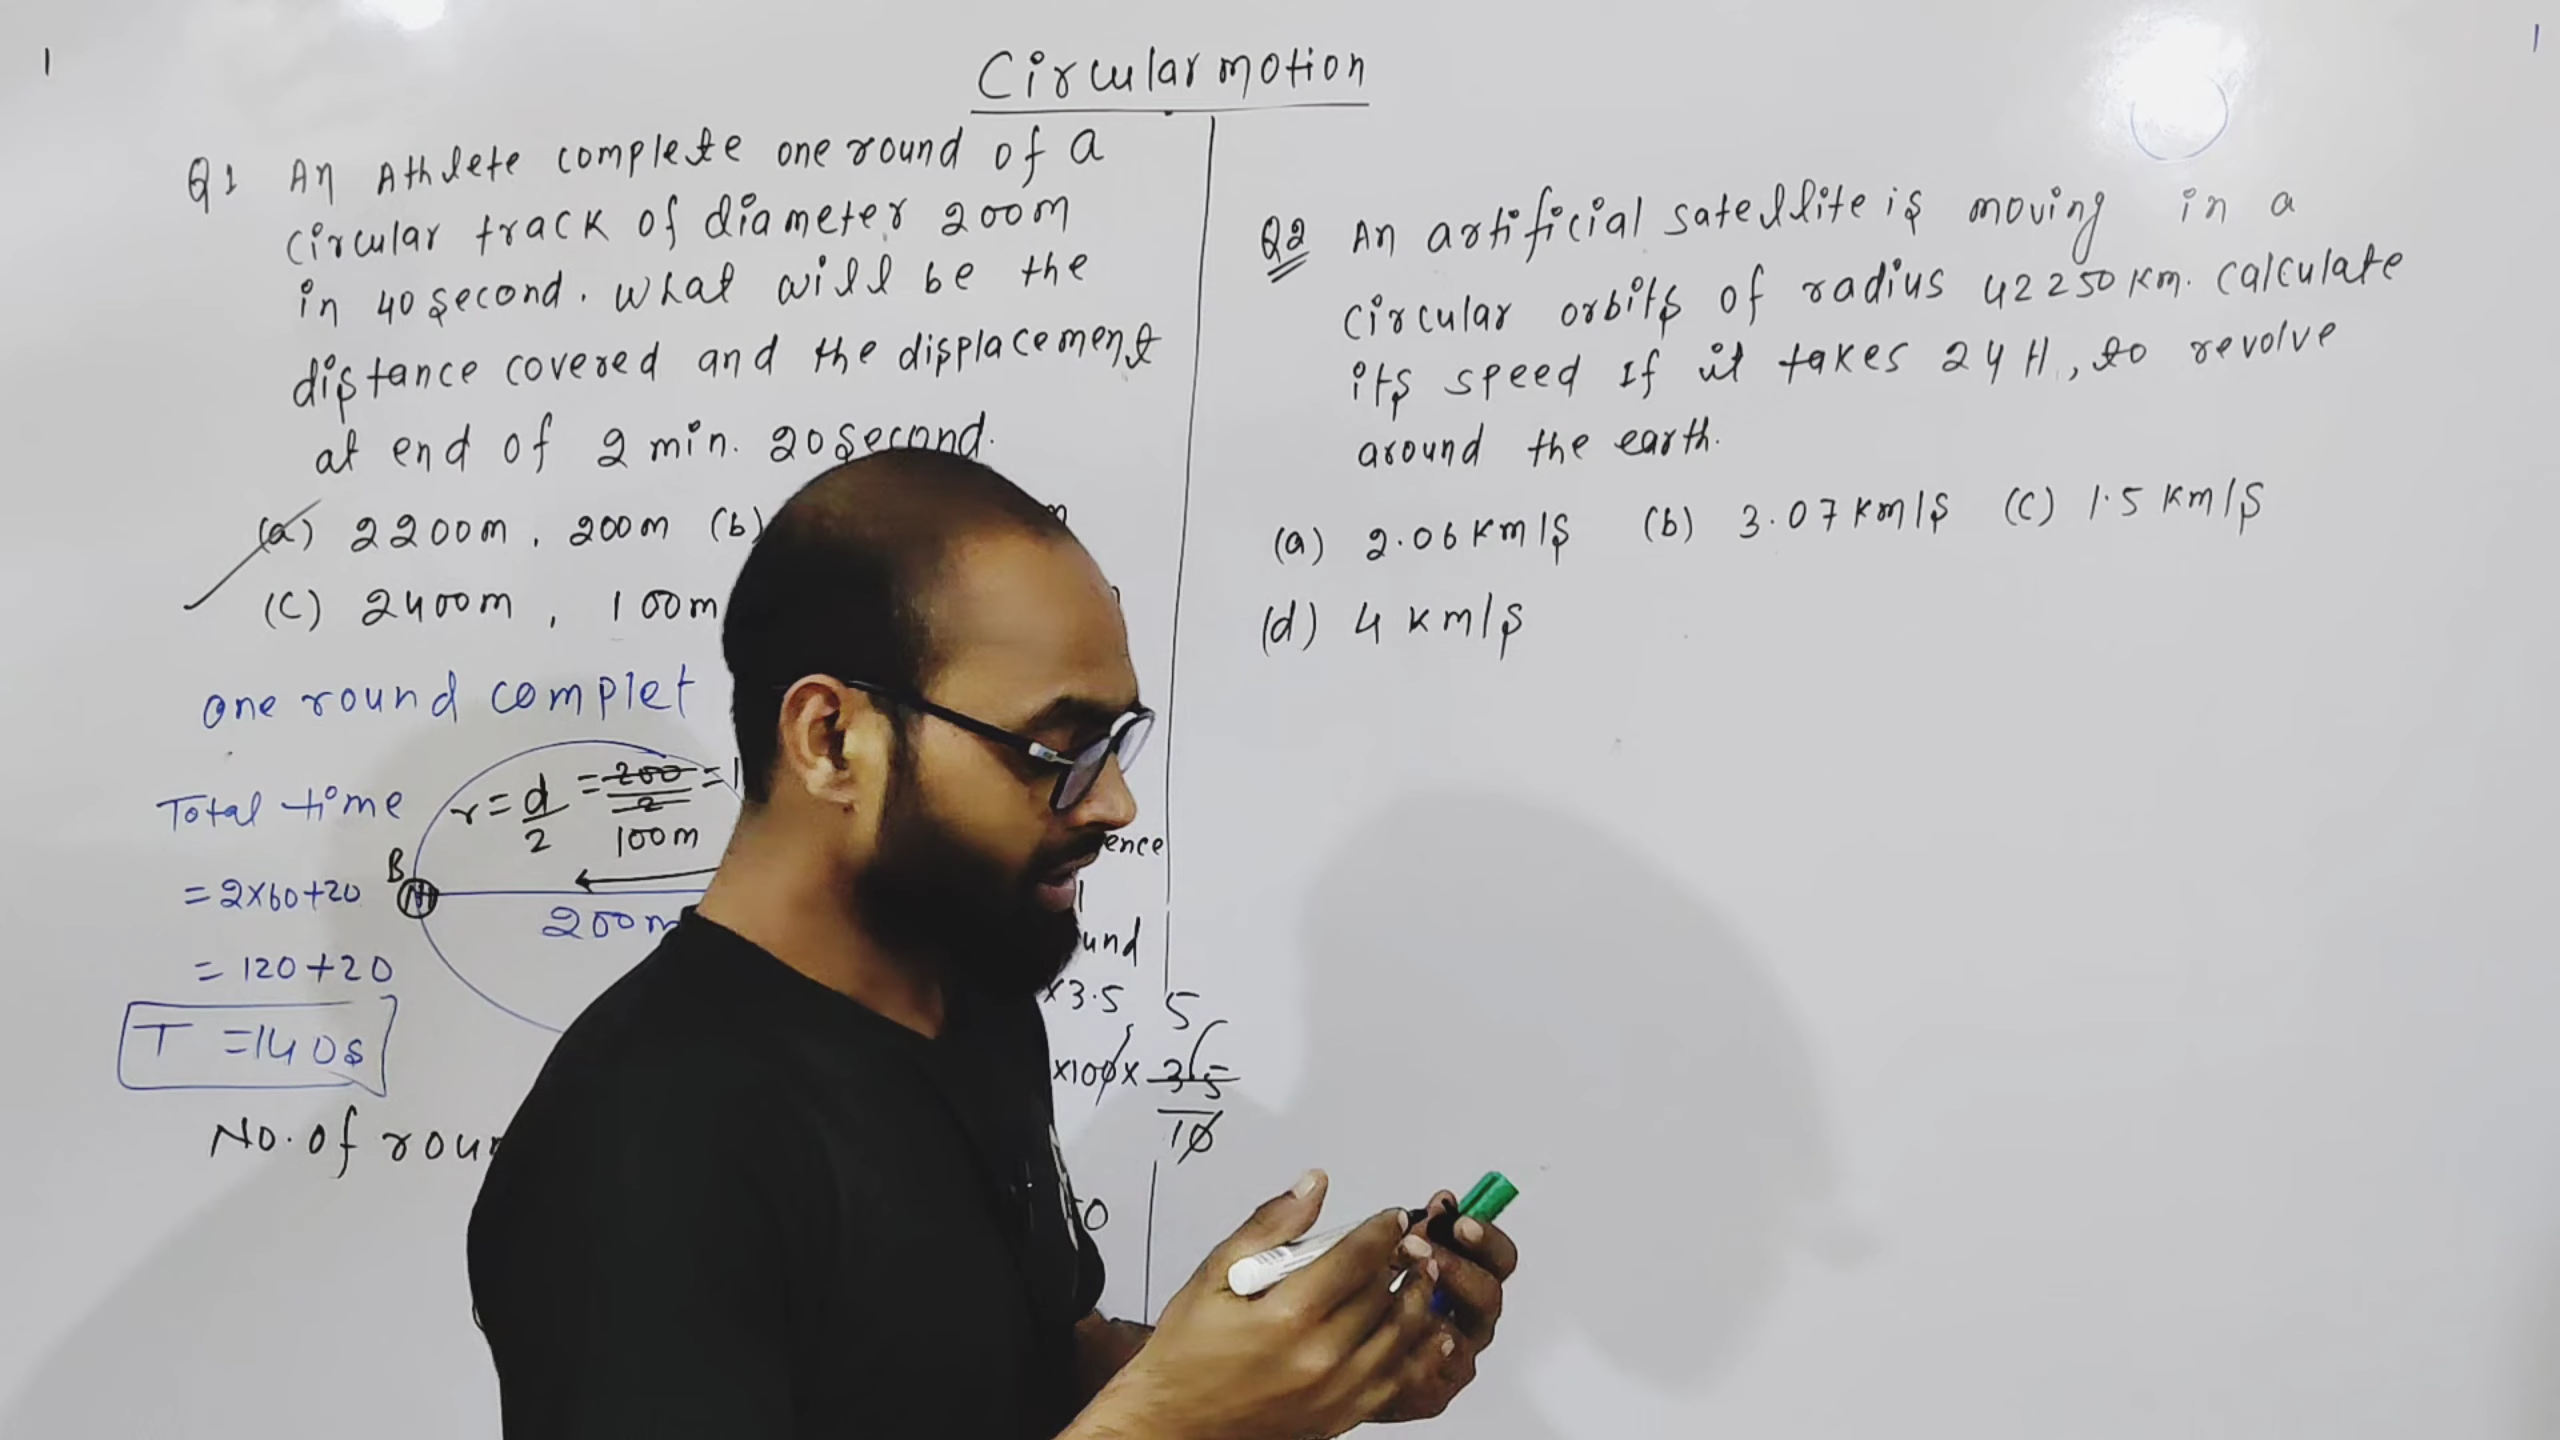 Circular motion
Q1 An Athlete complete one round of a
circular track of diameter 200m
in 40 second. What will be the
distance covered and the displacement
at end of 2 min. 20 second.
(a) 2200m, 200m (b)
(c) 2400m, 100m
one round complet
Total time
= 2×60+20
= 120+20
T = 140s
No. of
r = d/2 = 200/2 =
100m
B
200m
×3.5
×100× 35/10
5
Q2 An artificial satellite is moving in a
circular orbits of radius 42250 km. Calculate
its speed If it takes 24 H, to revolve
around the earth.
(a) 2.06 km/s (b) 3.07 km/s (c) 1.5 km/s
(d) 4 km/s